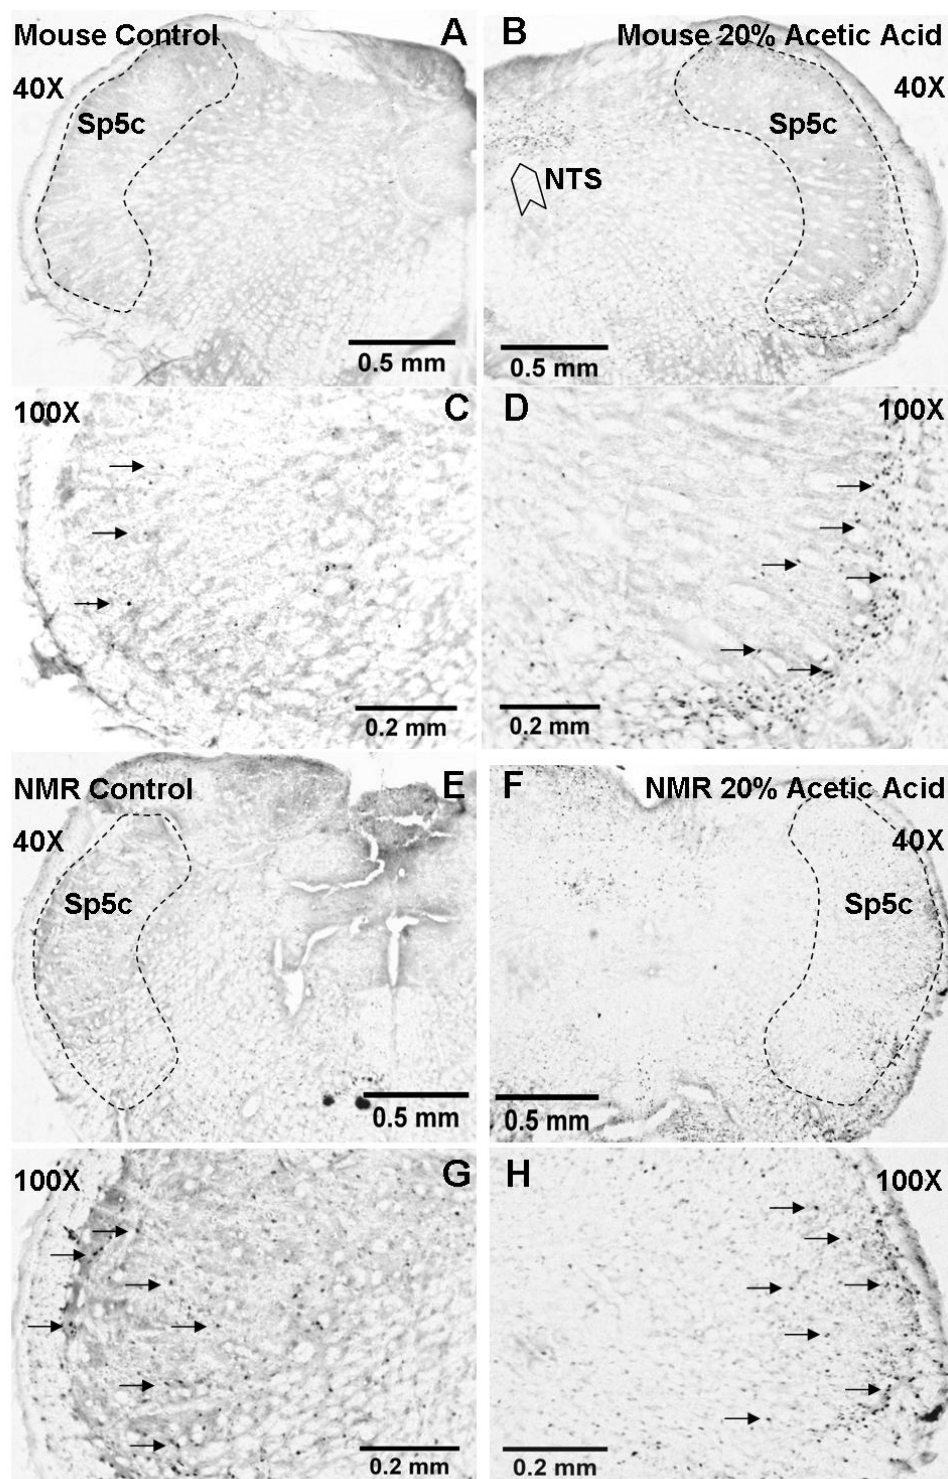 Mouse Control A
40X
Sp5c
0.5 mm
B Mouse 20% Acetic Acid
40X
Sp5c
NTS
0.5 mm
100X C
0.2 mm
D 100X
0.2 mm
NMR Control E
40X
Sp5c
0.5 mm
F NMR 20% Acetic Acid
40X
Sp5c
0.5 mm
100X G
0.2 mm
H 100X
0.2 mm